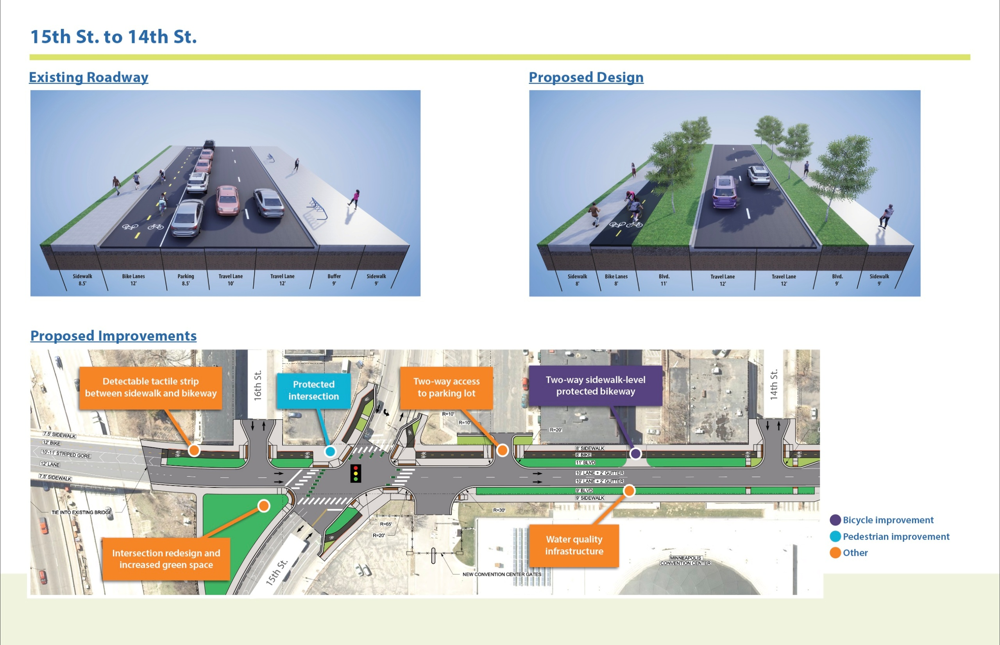 15th St. to 14th St.
Existing Roadway
Proposed Design
Sidewalk
8.5'
Bike Lanes
12'
Parking
8.5'
Travel Lane
10'
Travel Lane
12'
Buffer
9'
Sidewalk
9'
Sidewalk
8'
Bike Lanes
8'
Blvd.
11'
Travel Lane
12'
Travel Lane
12'
Blvd.
9'
Sidewalk
9'
Proposed Improvements
Detectable tactile strip
between sidewalk and bikeway
16th St.
Protected
intersection
Two-way access
to parking lot
Two-way sidewalk-level
protected bikeway
14th St.
R=10'
R=10'
R=20'
7.5' SIDEWALK
12' BIKE
10'-11' STRIPED GORE
12' LANE
7.5' SIDEWALK
8' SIDEWALK
8' BIKE
11' BLVD
10' LANE + 2' GUTTER
10' LANE + 2' GUTTER
9' BLVD
9' SIDEWALK
TIE INTO EXISTING BRIDGE
R=30'
R=65'
R=20'
Intersection redesign and
increased green space
15th St.
Water quality
infrastructure
NEW CONVENTION CENTER GATES
MINNEAPOLIS
CONVENTION CENTER
Bicycle improvement
Pedestrian improvement
Other